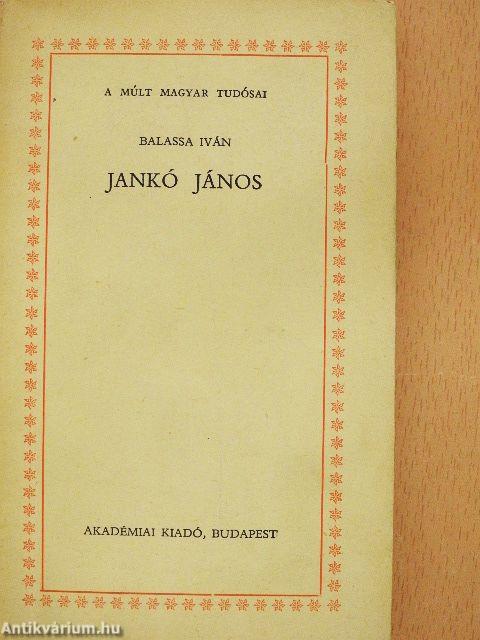 A MÚLT MAGYAR TUDÓSAI
BALASSA IVÁN
JANKÓ JÁNOS
AKADÉMIAI KIADÓ, BUDAPEST
Antikvárium.hu